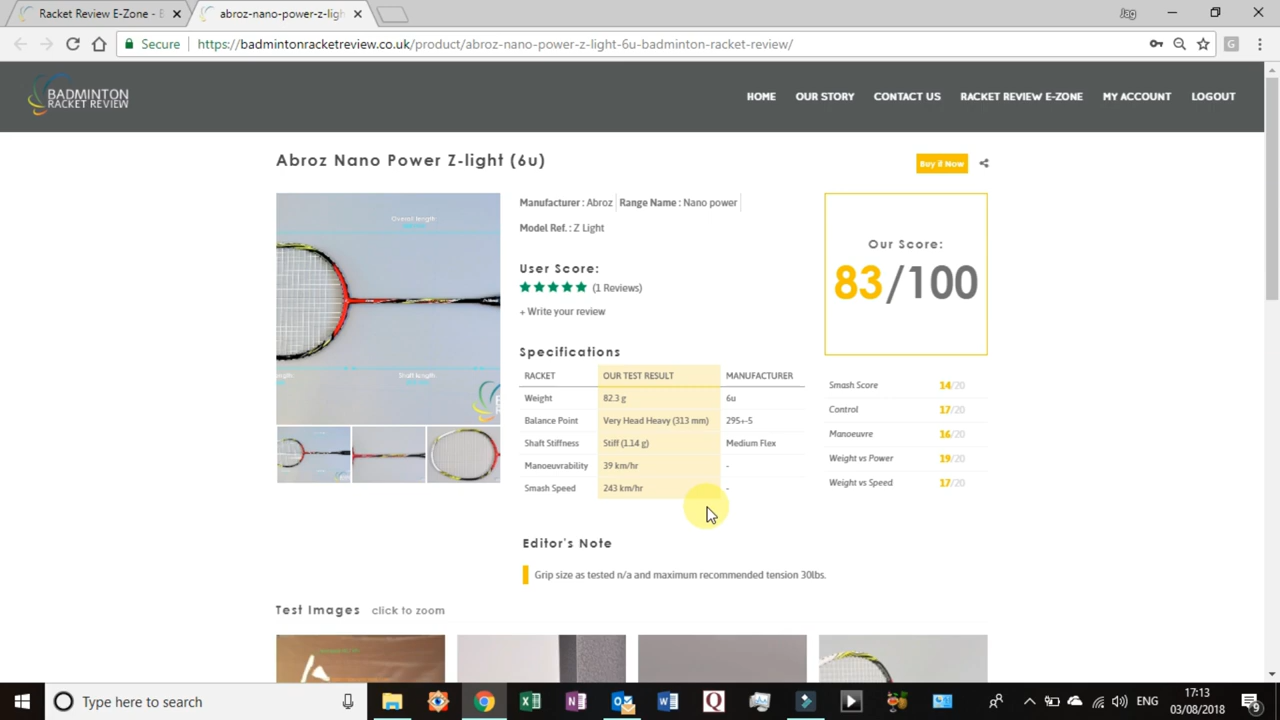 Racket Review E-Zone - B
abroz-nano-power-z-ligh
Jag
Secure
https://badmintonracketreview.co.uk/product/abroz-nano-power-z-light-6u-badminton-racket-review/
G
BADMINTON
RACKET REVIEW
HOME OUR STORY CONTACT US RACKET REVIEW E-ZONE MY ACCOUNT LOGOUT
Abroz Nano Power Z-light (6u)
Buy it Now
Overall length
Shaft length
Manufacturer : Abroz Range Name : Nano power
Model Ref. : Z Light
User Score:
(1 Reviews)
+ Write your review
Our Score:
83/100
Specifications
RACKET OUR TEST RESULT MANUFACTURER
Weight 82.3 g 6u
Balance Point Very Head Heavy (313 mm) 295+-5
Shaft Stiffness Stiff (1.14 g) Medium Flex
Manoeuvrability 39 km/hr -
Smash Speed 243 km/hr -
Smash Score 14/20
Control 17/20
Manoeuvre 16/20
Weight vs Power 19/20
Weight vs Speed 17/20
Editor's Note
Grip size as tested n/a and maximum recommended tension 30lbs.
Test Images click to zoom
Type here to search
ENG
17:13
03/08/2018
9